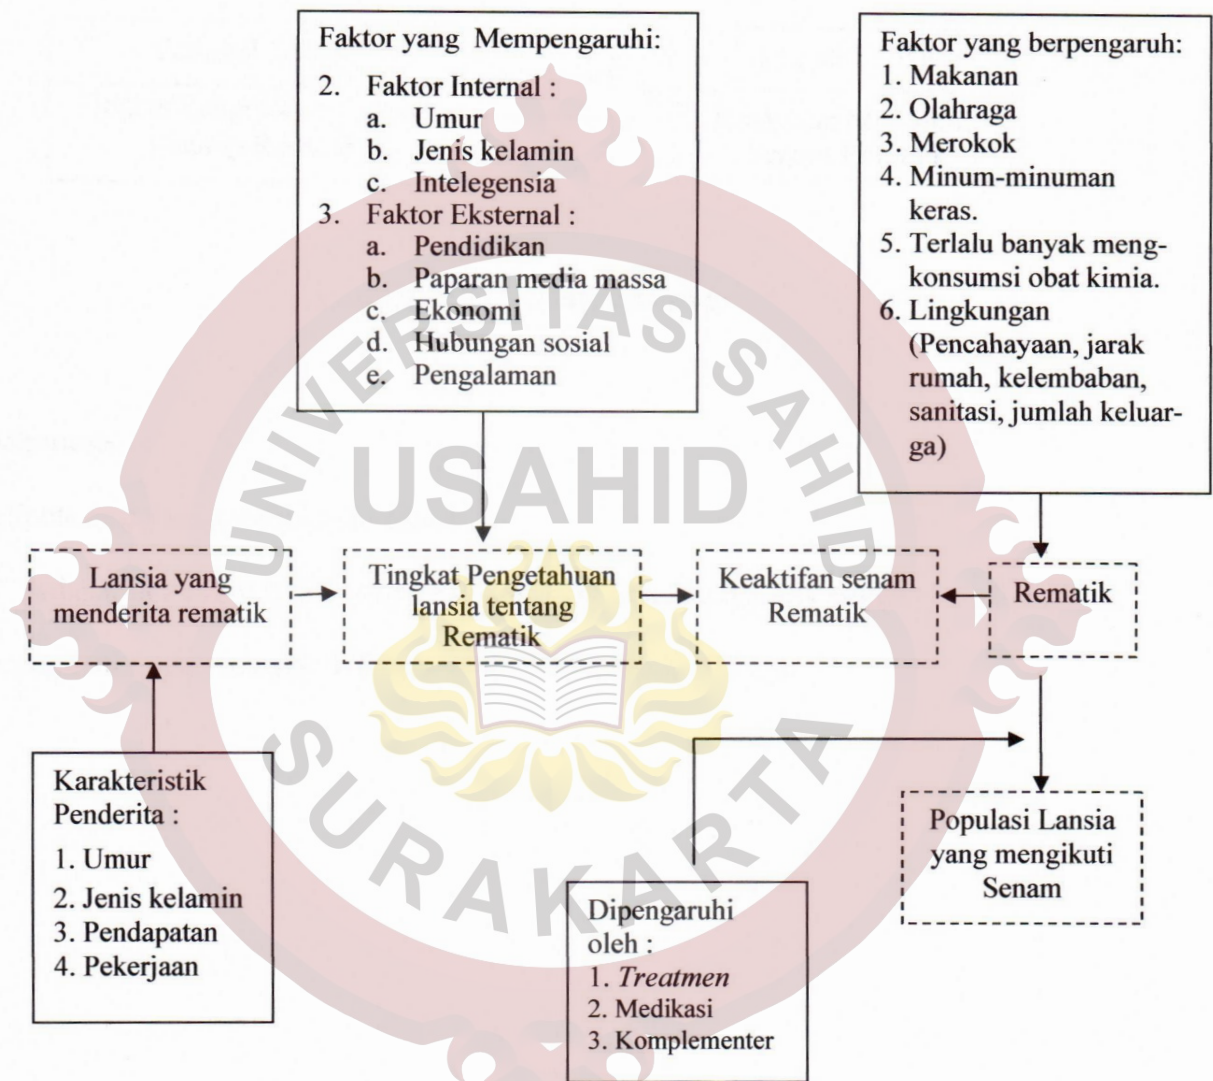 Faktor yang Mempengaruhi:
2. Faktor Internal :
a. Umur
b. Jenis kelamin
c. Intelegensia
3. Faktor Eksternal :
a. Pendidikan
b. Paparan media massa
c. Ekonomi
d. Hubungan sosial
e. Pengalaman
Faktor yang berpengaruh:
1. Makanan
2. Olahraga
3. Merokok
4. Minum-minuman
keras.
5. Terlalu banyak meng-
konsumsi obat kimia.
6. Lingkungan
(Pencahayaan, jarak
rumah, kelembaban,
sanitasi, jumlah keluar-
ga)
UNIVERSITAS SAHID
USAHID
SURAKARTA
Lansia yang
menderita rematik
Tingkat Pengetahuan
lansia tentang
Rematik
Keaktifan senam
Rematik
Rematik
Karakteristik
Penderita :
1. Umur
2. Jenis kelamin
3. Pendapatan
4. Pekerjaan
Dipengaruhi
oleh :
1. Treatmen
2. Medikasi
3. Komplementer
Populasi Lansia
yang mengikuti
Senam